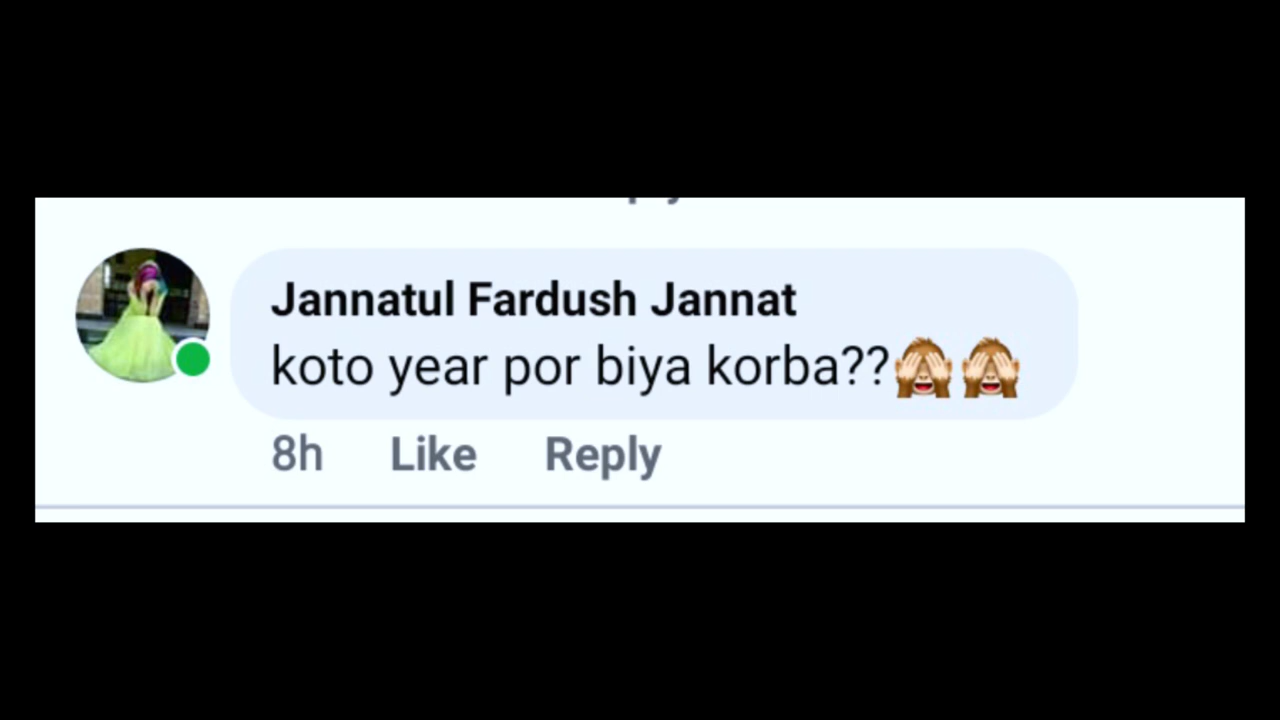 Jannatul Fardush Jannat
koto year por biya korba??🙈🙈
8h Like Reply